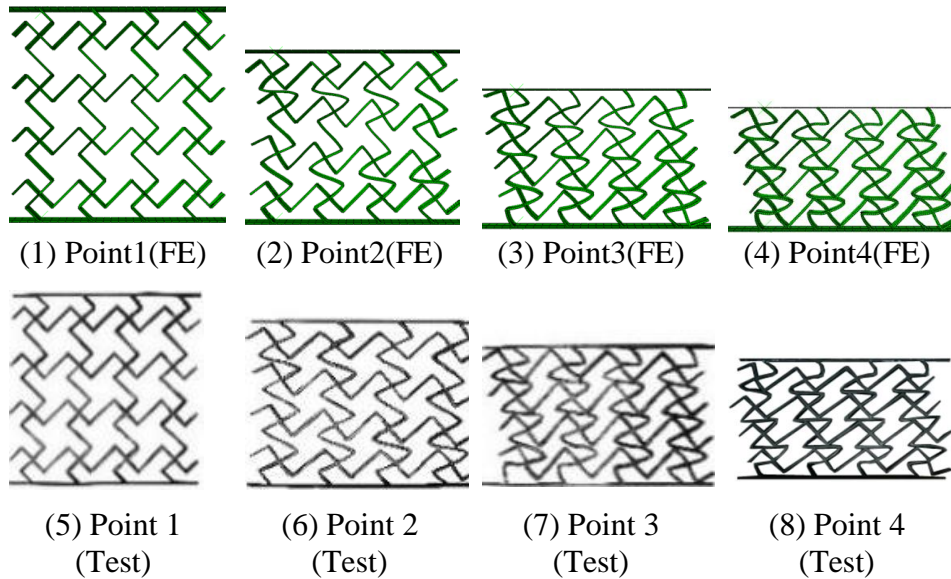 (1) Point1(FE)
(2) Point2(FE)
(3) Point3(FE)
(4) Point4(FE)
(5) Point 1
(Test)
(6) Point 2
(Test)
(7) Point 3
(Test)
(8) Point 4
(Test)